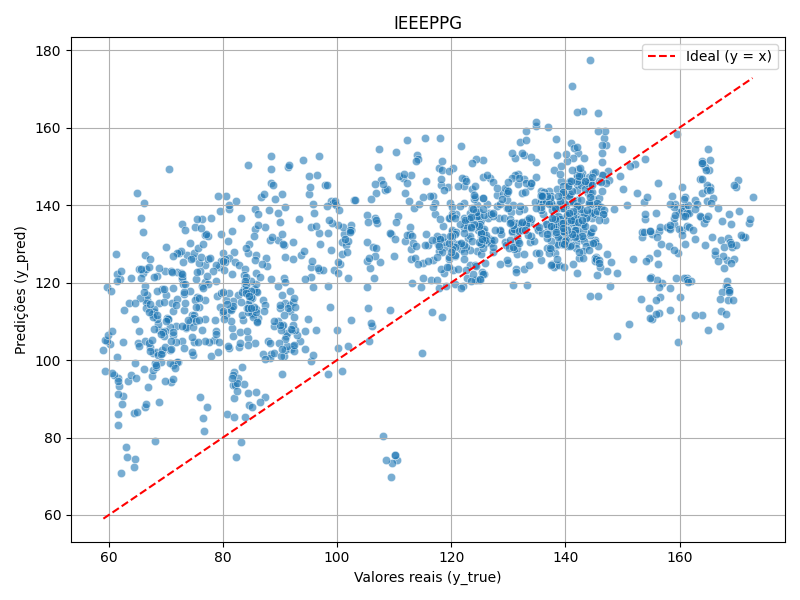 IEEEPPG
Ideal (y = x)
Predições (y_pred)
180
160
140
120
100
80
60
60 80 100 120 140 160
Valores reais (y_true)